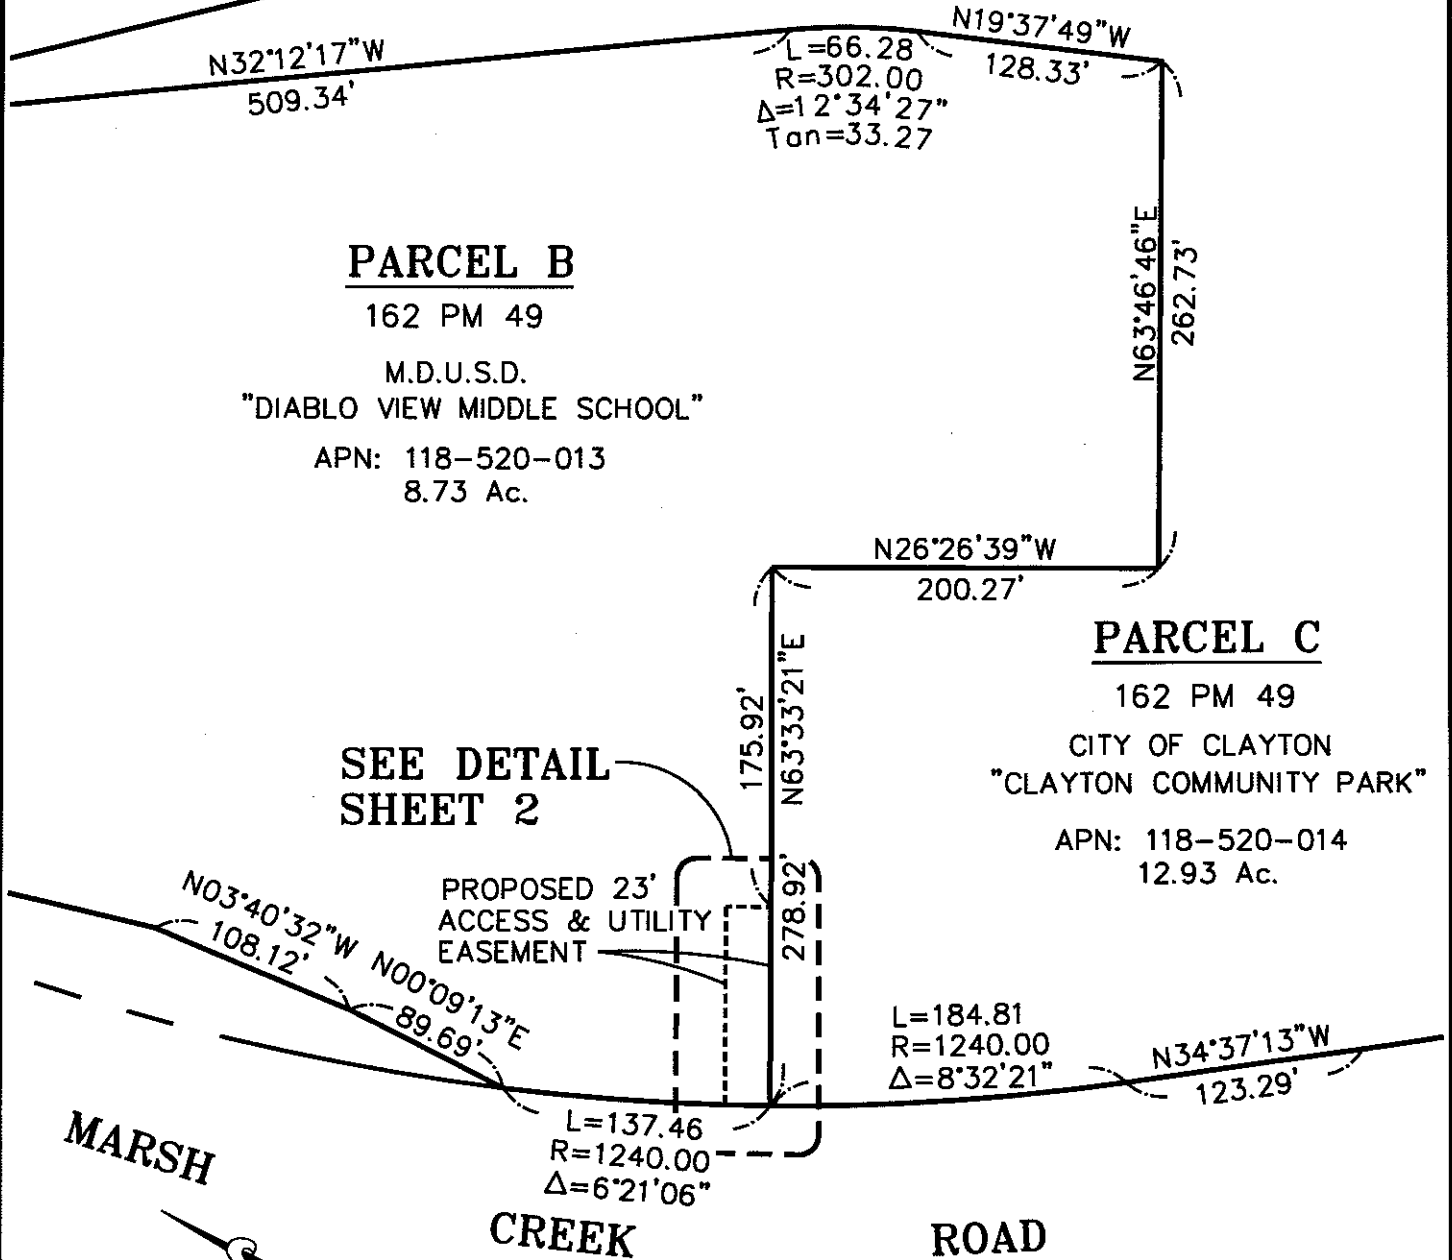 N32°12'17"W
509.34'
L=66.28
R=302.00
Δ=12°34'27"
Tan=33.27
N19°37'49"W
128.33'
N63°46'46"E
262.73'
PARCEL B
162 PM 49
M.D.U.S.D.
"DIABLO VIEW MIDDLE SCHOOL"
APN: 118-520-013
8.73 Ac.
N26°26'39"W
200.27'
175.92'
N63°33'21"E
278.92'
PARCEL C
162 PM 49
CITY OF CLAYTON
"CLAYTON COMMUNITY PARK"
APN: 118-520-014
12.93 Ac.
SEE DETAIL
SHEET 2
PROPOSED 23'
ACCESS & UTILITY
EASEMENT
N03°40'32"W
108.12'
N00°09'13"E
89.69'
L=184.81
R=1240.00
Δ=8°32'21"
N34°37'13"W
123.29'
L=137.46
R=1240.00
Δ=6°21'06"
MARSH
CREEK
ROAD